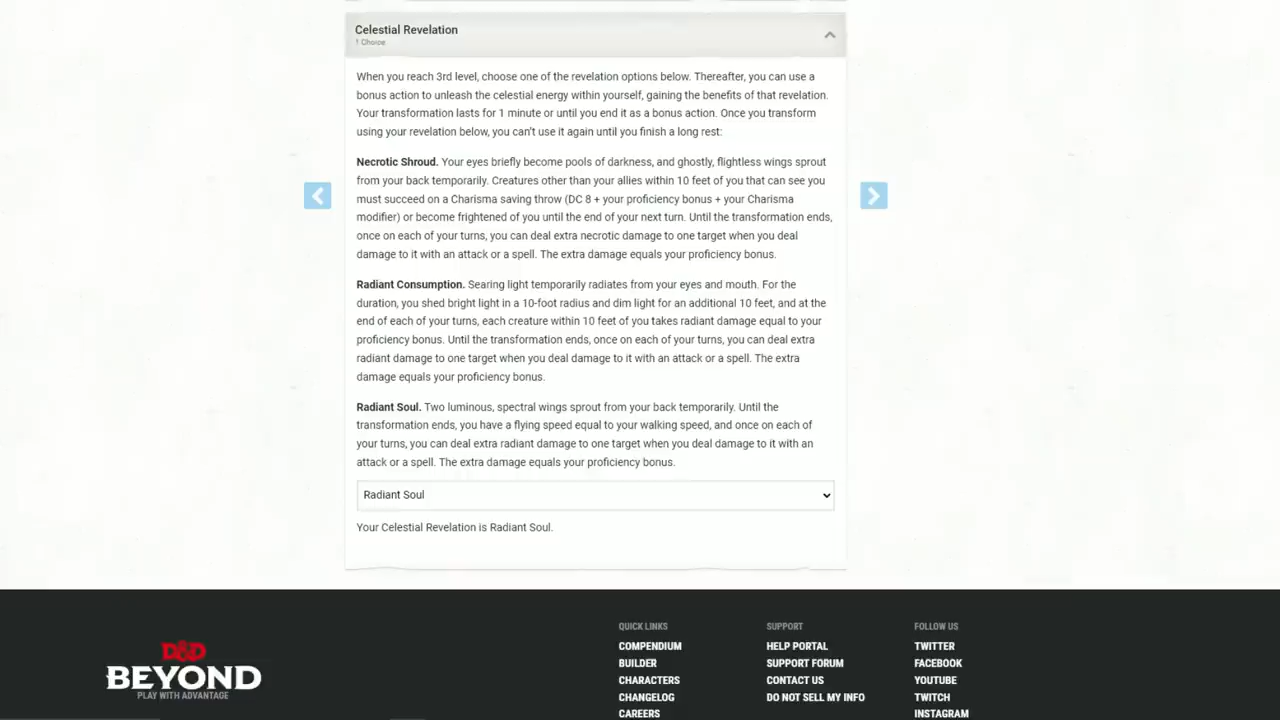 Celestial Revelation
1 Choice
When you reach 3rd level, choose one of the revelation options below. Thereafter, you can use a
bonus action to unleash the celestial energy within yourself, gaining the benefits of that revelation.
Your transformation lasts for 1 minute or until you end it as a bonus action. Once you transform
using your revelation below, you can't use it again until you finish a long rest:
Necrotic Shroud. Your eyes briefly become pools of darkness, and ghostly, flightless wings sprout
from your back temporarily. Creatures other than your allies within 10 feet of you that can see you
must succeed on a Charisma saving throw (DC 8 + your proficiency bonus + your Charisma
modifier) or become frightened of you until the end of your next turn. Until the transformation ends,
once on each of your turns, you can deal extra necrotic damage to one target when you deal
damage to it with an attack or a spell. The extra damage equals your proficiency bonus.
Radiant Consumption. Searing light temporarily radiates from your eyes and mouth. For the
duration, you shed bright light in a 10-foot radius and dim light for an additional 10 feet, and at the
end of each of your turns, each creature within 10 feet of you takes radiant damage equal to your
proficiency bonus. Until the transformation ends, once on each of your turns, you can deal extra
radiant damage to one target when you deal damage to it with an attack or a spell. The extra
damage equals your proficiency bonus.
Radiant Soul. Two luminous, spectral wings sprout from your back temporarily. Until the
transformation ends, you have a flying speed equal to your walking speed, and once on each of
your turns, you can deal extra radiant damage to one target when you deal damage to it with an
attack or a spell. The extra damage equals your proficiency bonus.
Radiant Soul
Your Celestial Revelation is Radiant Soul.
D&D
BEYOND
PLAY WITH ADVANTAGE
QUICK LINKS
COMPENDIUM
BUILDER
CHARACTERS
CHANGELOG
CAREERS
SUPPORT
HELP PORTAL
SUPPORT FORUM
CONTACT US
DO NOT SELL MY INFO
FOLLOW US
TWITTER
FACEBOOK
YOUTUBE
TWITCH
INSTAGRAM